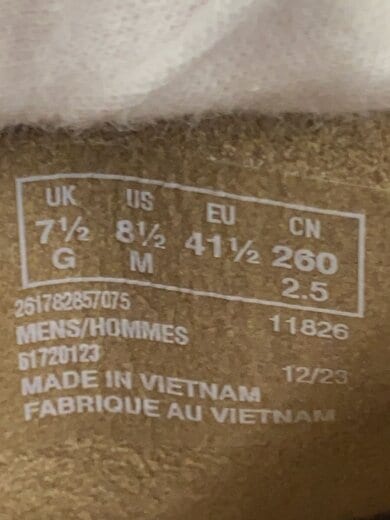 UK US EU CN
7½ 8½ 41½ 260
G M 2.5
261782857075
MENS/HOMMES 11826
61720123
MADE IN VIETNAM 12/23
FABRIQUE AU VIETNAM